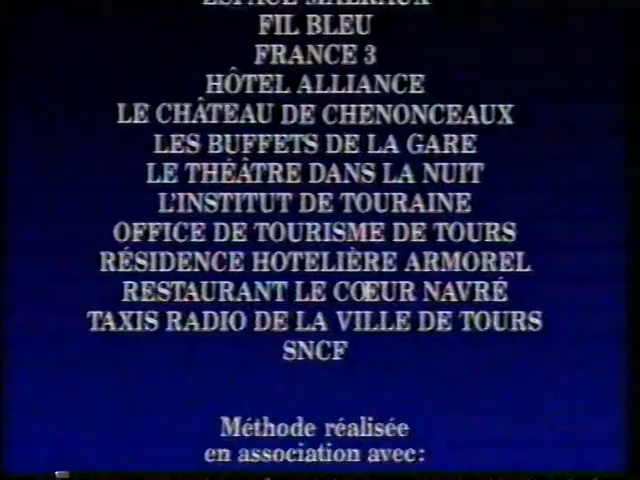 ESPACE MALRAUX
FIL BLEU
FRANCE 3
HÔTEL ALLIANCE
LE CHÂTEAU DE CHENONCEAUX
LES BUFFETS DE LA GARE
LE THÉÂTRE DANS LA NUIT
L'INSTITUT DE TOURAINE
OFFICE DE TOURISME DE TOURS
RÉSIDENCE HOTELIÈRE ARMOREL
RESTAURANT LE CŒUR NAVRÉ
TAXIS RADIO DE LA VILLE DE TOURS
SNCF
Méthode réalisée
en association avec: